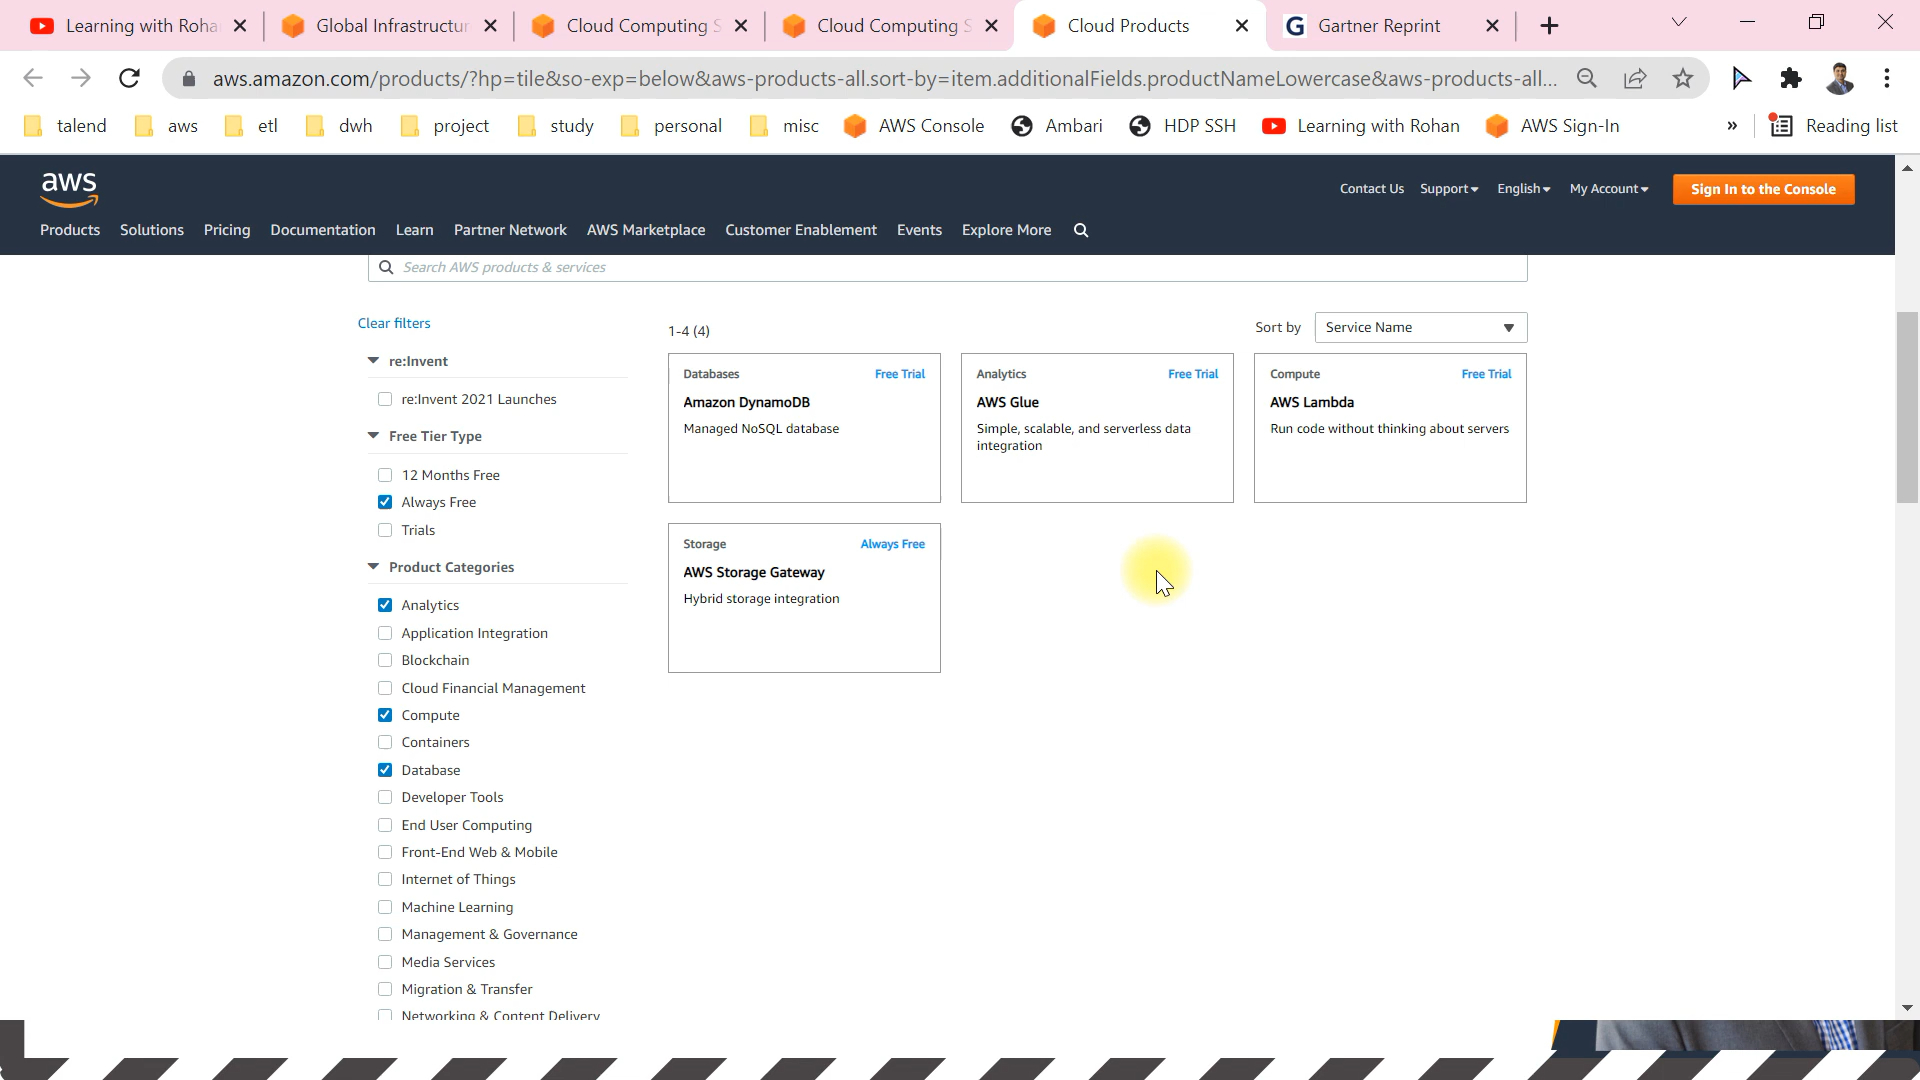 Learning with Roha
Global Infrastructur
Cloud Computing S
Cloud Computing S
Cloud Products
G Gartner Reprint
aws.amazon.com/products/?hp=tile&so-exp=below&aws-products-all.sort-by=item.additionalFields.productNameLowercase&aws-products-all...
talend
aws
etl
dwh
project
study
personal
misc
AWS Console
Ambari
HDP SSH
Learning with Rohan
AWS Sign-In
»
Reading list
aws
Contact Us
Support
English
My Account
Sign In to the Console
Products
Solutions
Pricing
Documentation
Learn
Partner Network
AWS Marketplace
Customer Enablement
Events
Explore More
Search AWS products & services
Clear filters
1-4 (4)
Sort by
Service Name
re:Invent
re:Invent 2021 Launches
Free Tier Type
12 Months Free
Always Free
Trials
Product Categories
Analytics
Application Integration
Blockchain
Cloud Financial Management
Compute
Containers
Database
Developer Tools
End User Computing
Front-End Web & Mobile
Internet of Things
Machine Learning
Management & Governance
Media Services
Migration & Transfer
Networking & Content Delivery
Databases
Free Trial
Amazon DynamoDB
Managed NoSQL database
Analytics
Free Trial
AWS Glue
Simple, scalable, and serverless data
integration
Compute
Free Trial
AWS Lambda
Run code without thinking about servers
Storage
Always Free
AWS Storage Gateway
Hybrid storage integration